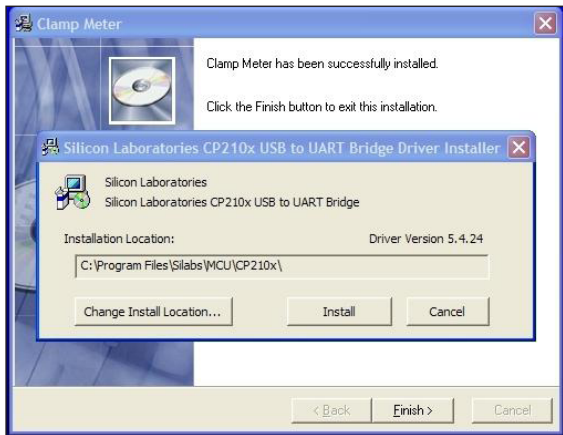 Clamp Meter
Clamp Meter has been successfully installed.
Click the Finish button to exit this installation.
Silicon Laboratories CP210x USB to UART Bridge Driver Installer
Silicon Laboratories
Silicon Laboratories CP210x USB to UART Bridge
Installation Location: Driver Version 5.4.24
C:\Program Files\Silabs\MCU\CP210x\
Change Install Location... Install Cancel
< Back Finish > Cancel